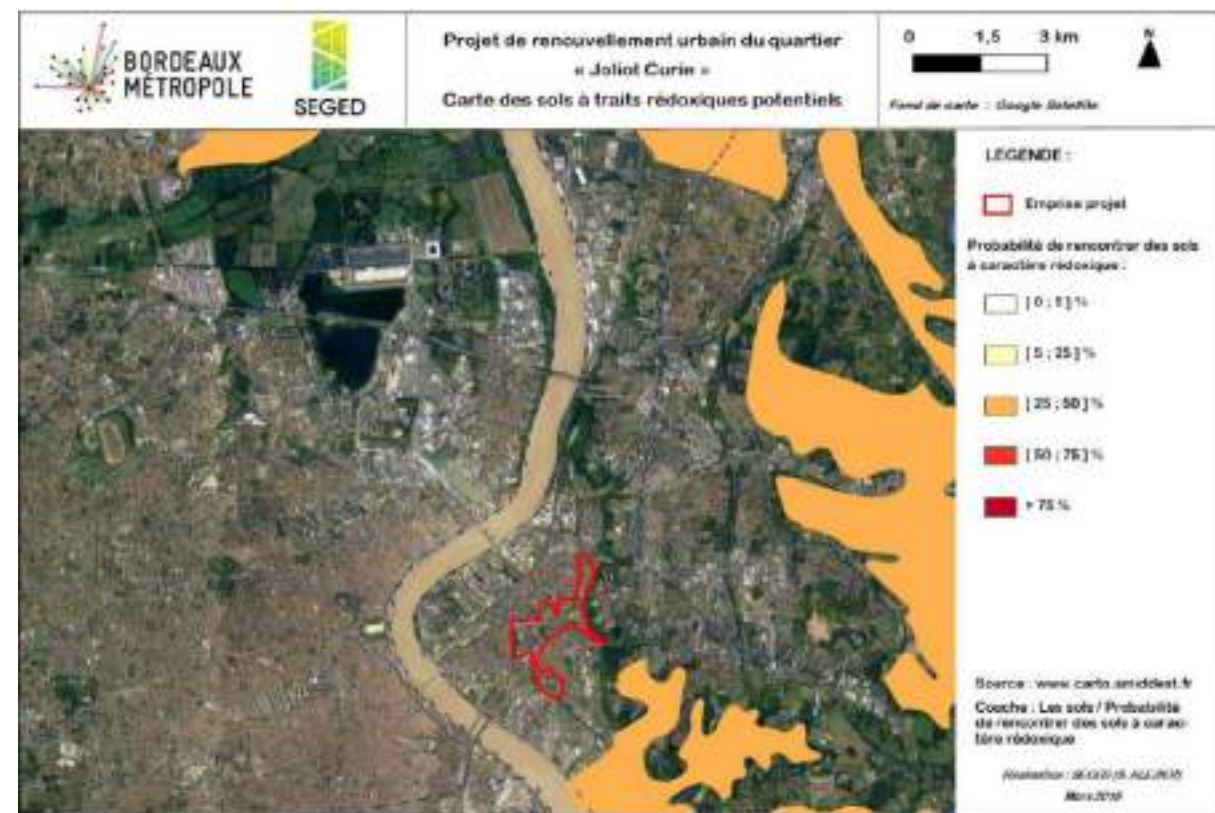 BORDEAUX
MÉTROPOLE
SEGED
Projet de renouvellement urbain du quartier
« Joliot Curie »
Carte des sols à traits rédoxiques potentiels
0 1,5 3 km
N
Fond de carte : Google Satellite
LEGENDE :
Emprise projet
Probabilité de rencontrer des sols
à caractère rédoxique :
[ 0 ; 5 ] %
[ 5 ; 25 ] %
[ 25 ; 50 ] %
[ 50 ; 75 ] %
> 75 %
Source : www.carto.
Couche : Les sols / Probabilité
de rencontrer des sols à carac-
tère rédoxique
Réalisation : SEGED
Mars